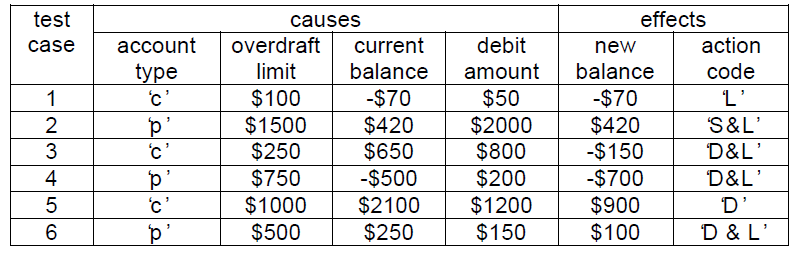 test case causes effects
account type overdraft limit current balance debit amount new balance action code
1 ‘c’ $100 -$70 $50 -$70 ‘L’
2 ‘p’ $1500 $420 $2000 $420 ‘S&L’
3 ‘c’ $250 $650 $800 -$150 ‘D&L’
4 ‘p’ $750 -$500 $200 -$700 ‘D&L’
5 ‘c’ $1000 $2100 $1200 $900 ‘D’
6 ‘p’ $500 $250 $150 $100 ‘D & L’